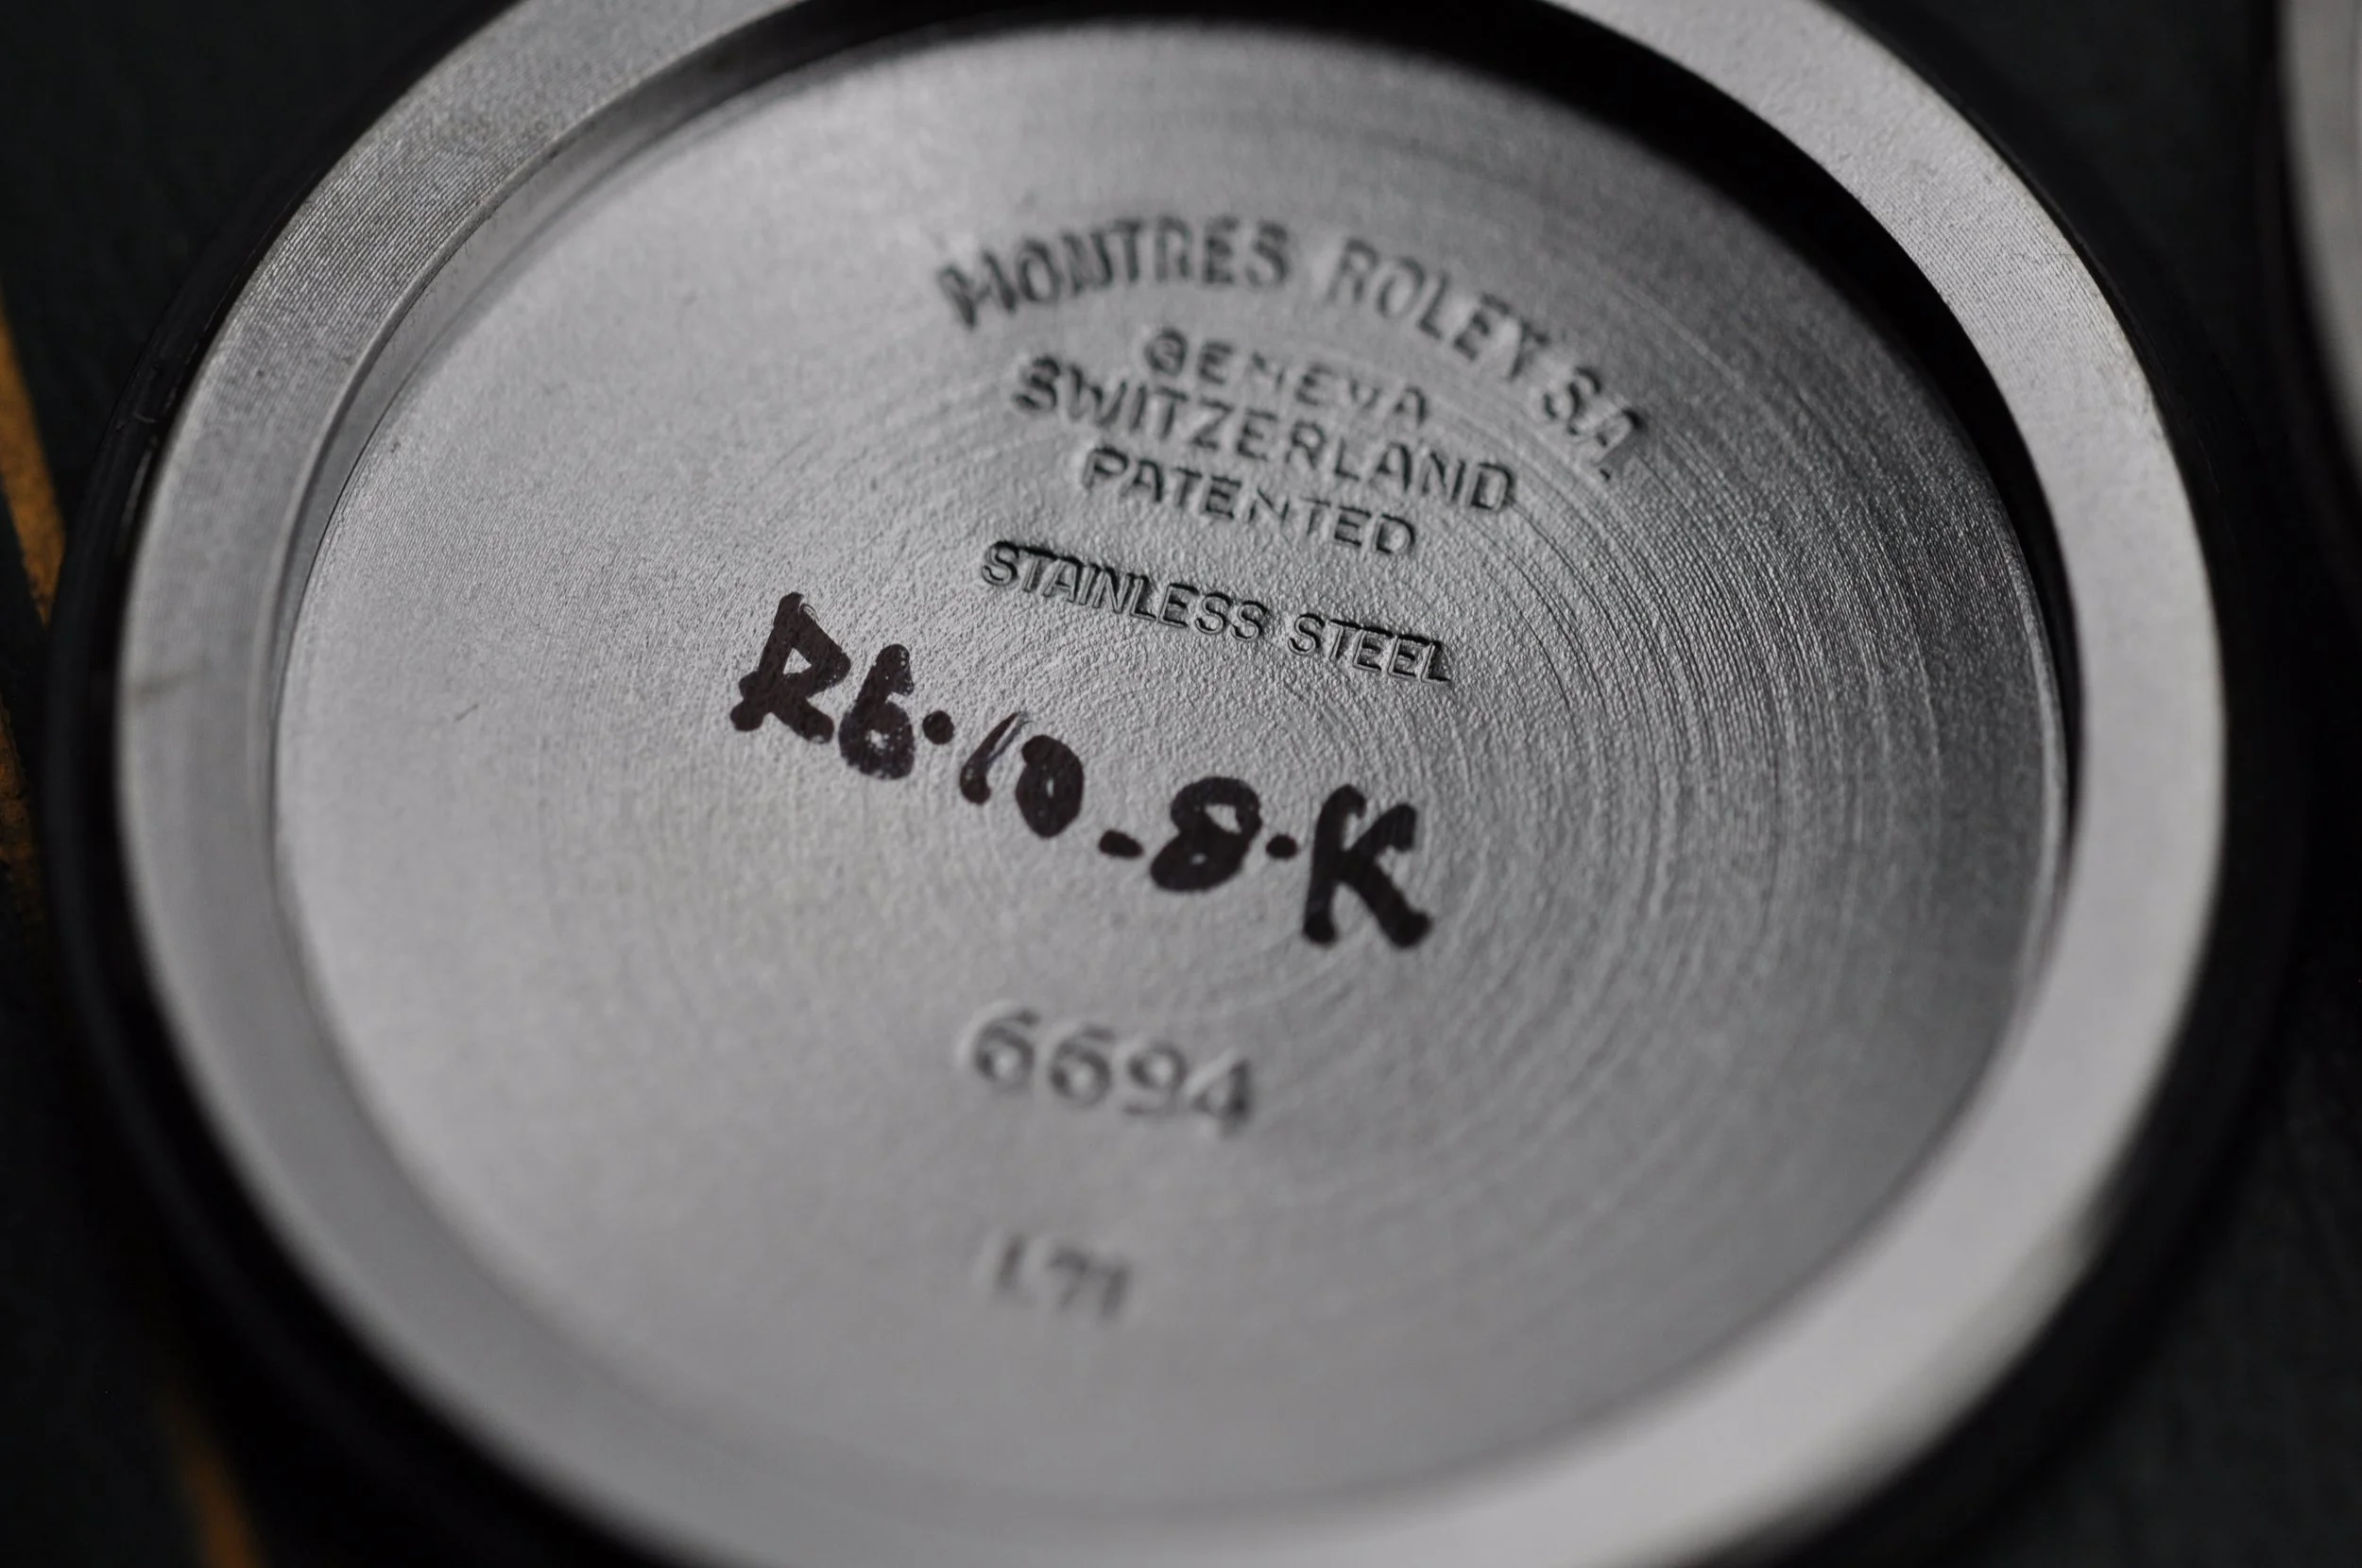 MONTRES ROLEX S.A.
GENEVA
SWITZERLAND
PATENTED
STAINLESS STEEL
R6.10-8.K
6694
I.71